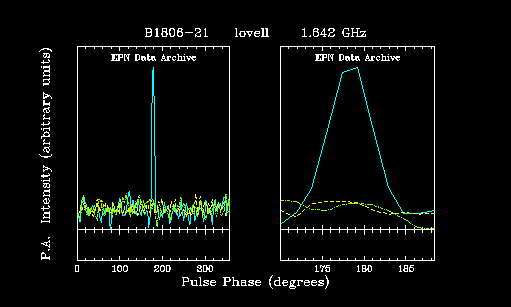 B1806-21 lovell 1.642 GHz
EPN Data Archive EPN Data Archive
P.A. Intensity (arbitrary units)
0 100 200 300 175 180 185
Pulse Phase (degrees)